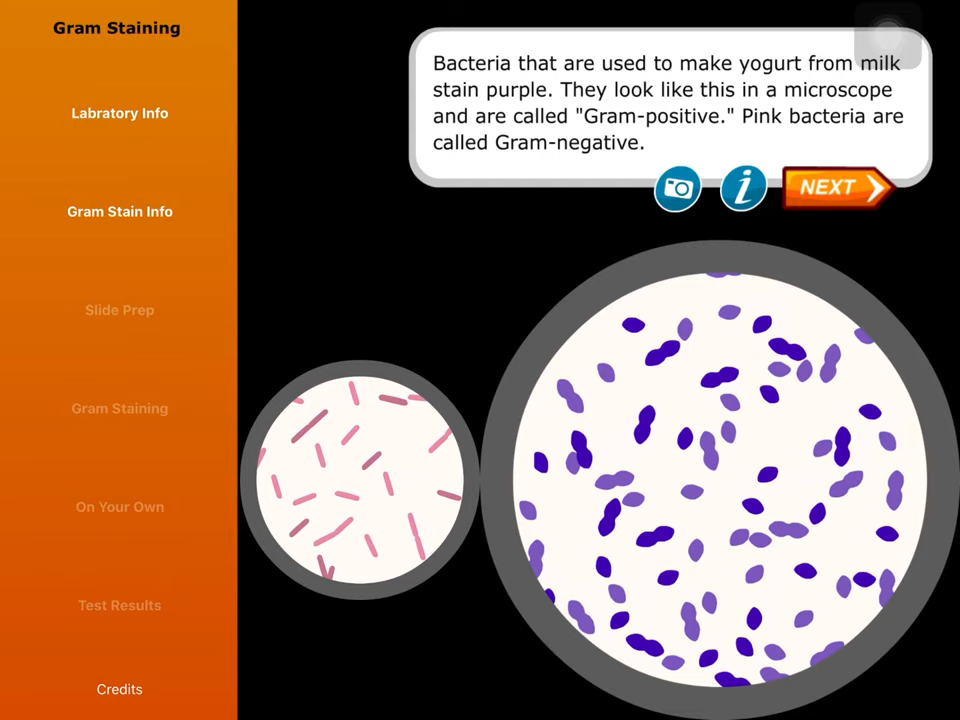 Gram Staining
Labratory Info
Gram Stain Info
Slide Prep
Gram Staining
On Your Own
Test Results
Credits
Bacteria that are used to make yogurt from milk
stain purple. They look like this in a microscope
and are called "Gram-positive." Pink bacteria are
called Gram-negative.
i
NEXT